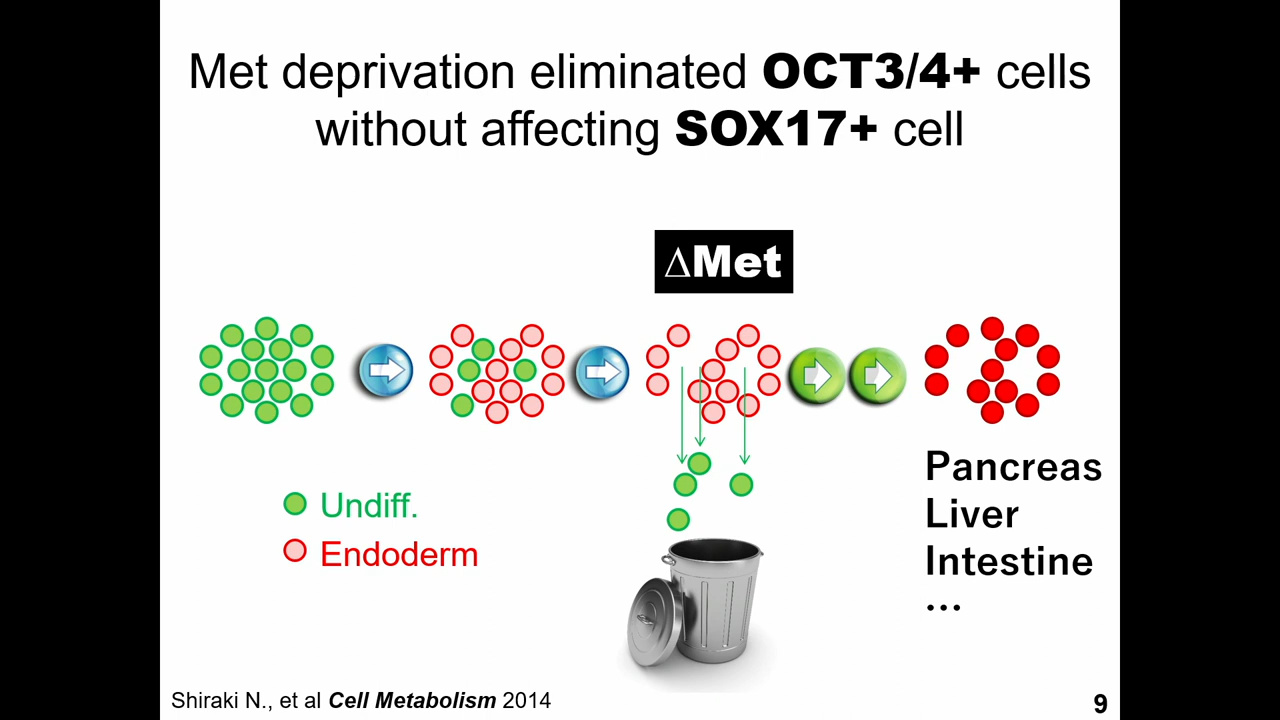 Met deprivation eliminated OCT3/4+ cells
without affecting SOX17+ cell
∆Met
Undiff.
Endoderm
Pancreas
Liver
Intestine
…
Shiraki N., et al Cell Metabolism 2014
9